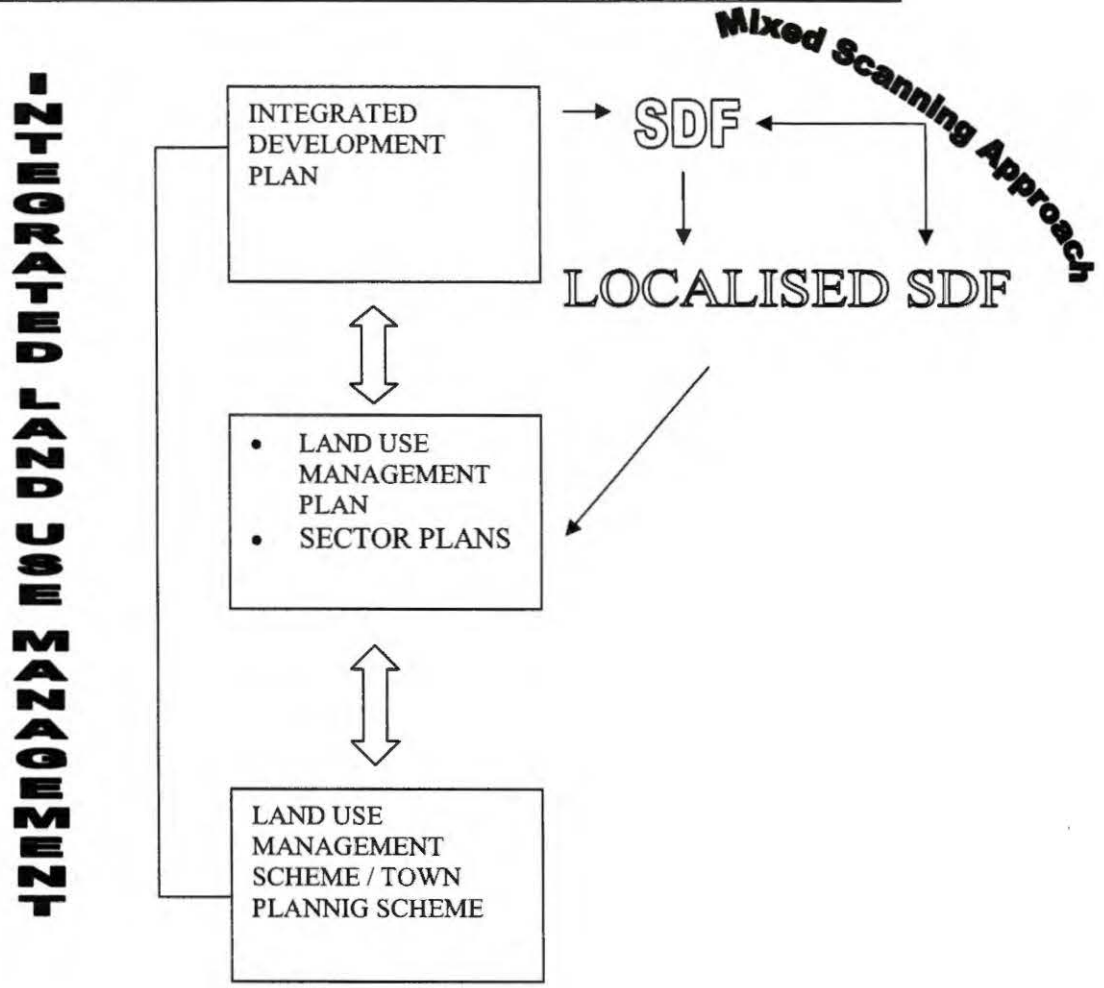 Mixed Scanning Approach
INTEGRATED LAND USE MANAGEMENT
INTEGRATED
DEVELOPMENT
PLAN
SDF
LOCALISED SDF
• LAND USE
MANAGEMENT
PLAN
• SECTOR PLANS
LAND USE
MANAGEMENT
SCHEME / TOWN
PLANNIG SCHEME